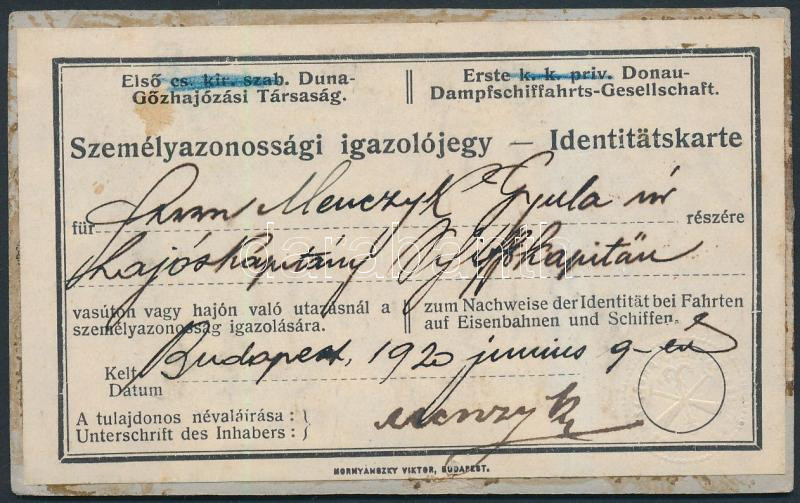 Első cs. kir. szab. Duna-
Gőzhajózási Társaság.
Erste k. k. priv. Donau-
Dampfschiffahrts-Gesellschaft.
Személyazonossági igazolójegy — Identitätskarte
für Herrn Menczyk Gyula úr részére
hajóskapitány Schiffskapitän
vasúton vagy hajón való utazásnál a
személyazonosság igazolására.
zum Nachweise der Identität bei Fahrten
auf Eisenbahnen und Schiffen.
Kelt
Datum
Budapest, 1920 junius 9-én
A tulajdonos névaláírása:
Unterschrift des Inhabers:
Menczyk
HORNYÁNSZKY VIKTOR, BUDAPEST.
darabanth